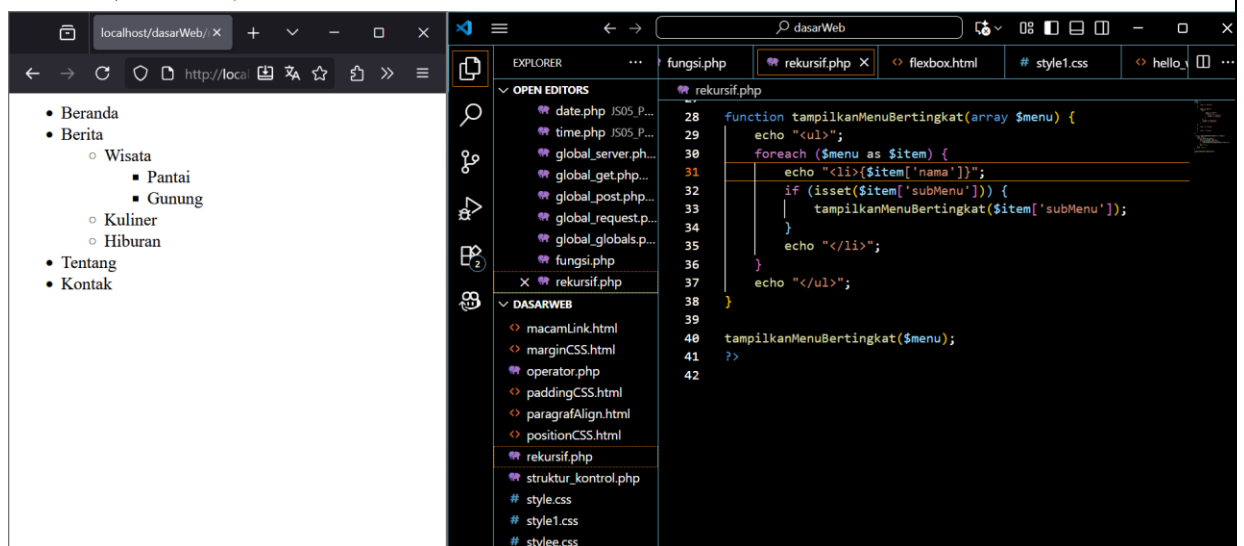 localhost/dasarWeb/
http://local
Beranda
Berita
Wisata
Pantai
Gunung
Kuliner
Hiburan
Tentang
Kontak
dasarWeb
EXPLORER
OPEN EDITORS
date.php JS05_P...
time.php JS05_P...
global_server.ph...
global_get.php...
global_post.php...
global_request.p...
global_globals.p...
fungsi.php
rekursif.php
DASARWEB
macamLink.html
marginCSS.html
operator.php
paddingCSS.html
paragrafAlign.html
positionCSS.html
rekursif.php
struktur_kontrol.php
style.css
style1.css
stylee.css
2
fungsi.php
rekursif.php
flexbox.html
style1.css
hello_
rekursif.php
28 function tampilkanMenuBertingkat(array $menu) {
29 echo "<ul>";
30 foreach ($menu as $item) {
31 echo "<li>{$item['nama']}";
32 if (isset($item['subMenu'])) {
33 tampilkanMenuBertingkat($item['subMenu']);
34 }
35 echo "</li>";
36 }
37 echo "</ul>";
38 }
39
40 tampilkanMenuBertingkat($menu);
41 ?>
42